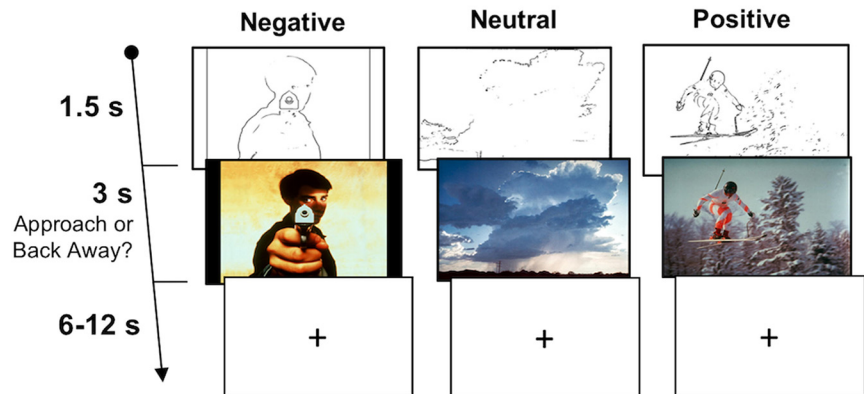 Negative
Neutral
Positive
1.5 s
3 s
Approach or
Back Away?
6-12 s
+
+
+